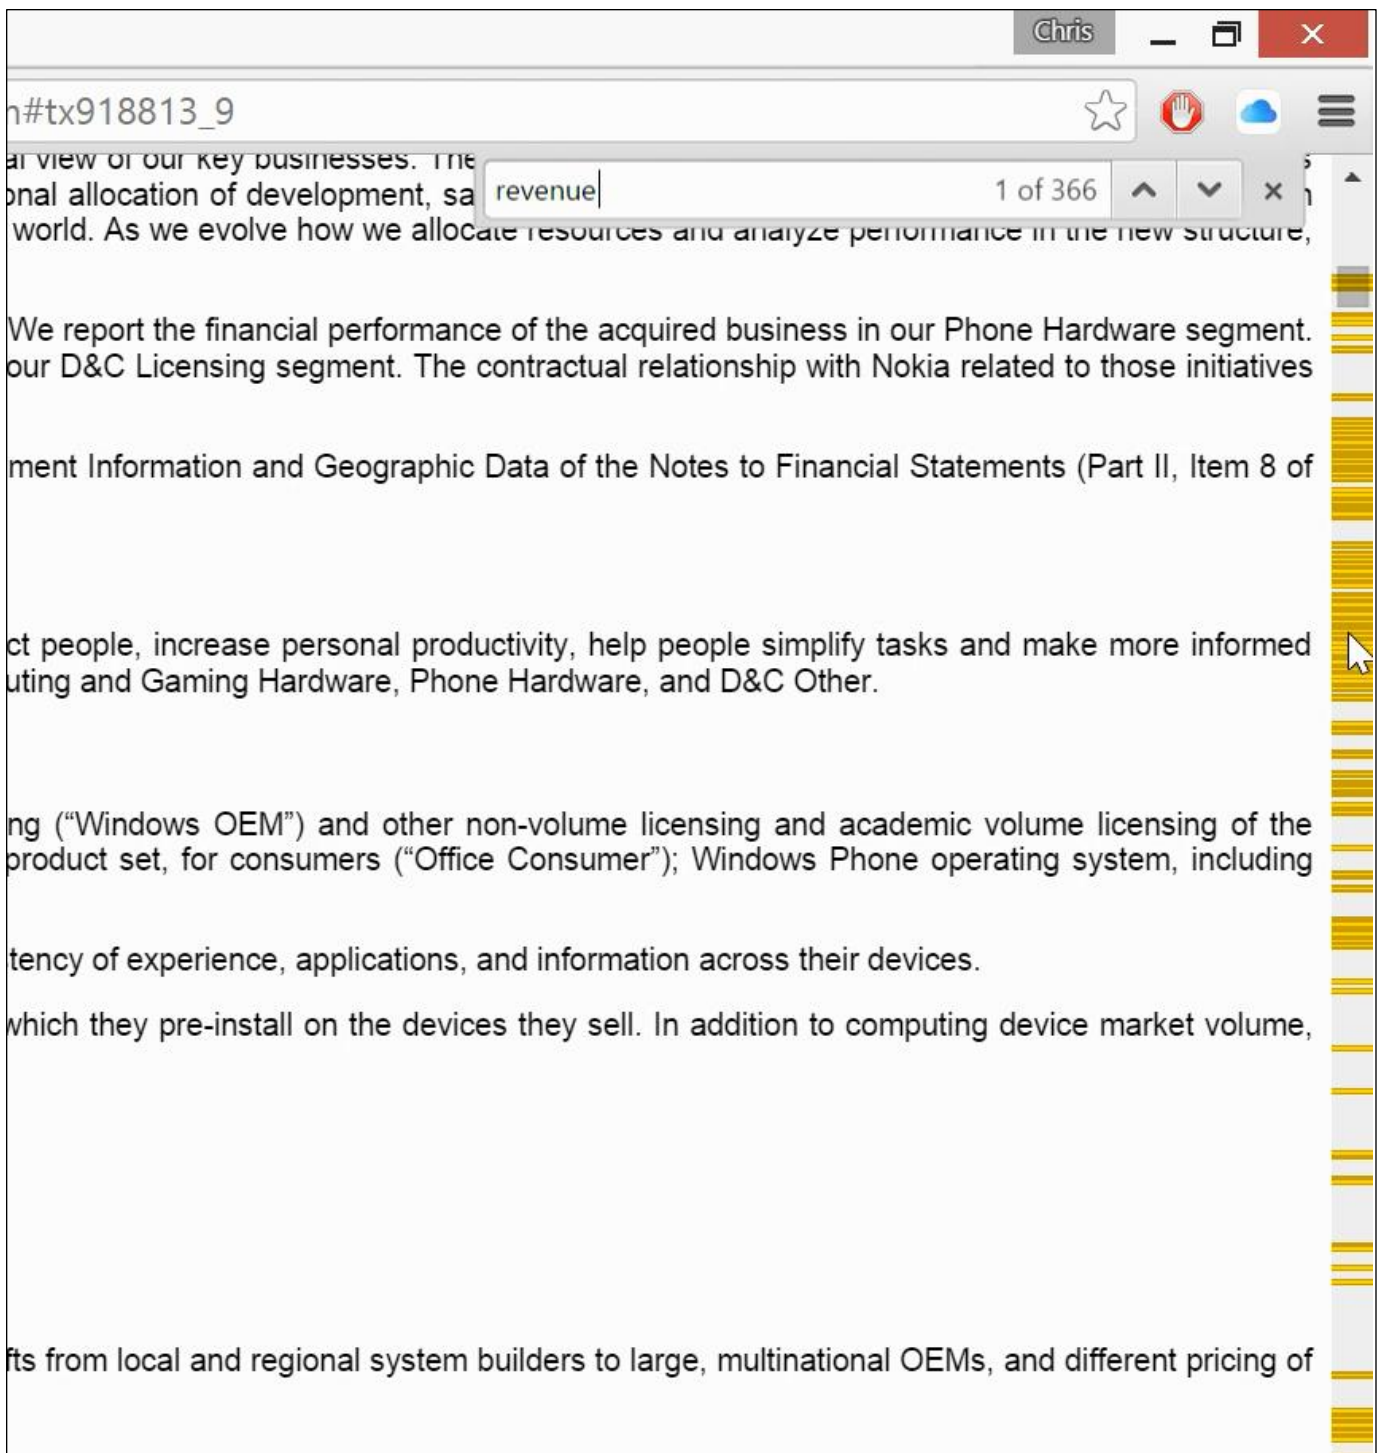 Chris
n#tx918813_9
al view of our key businesses. The
revenue 1 of 366
onal allocation of development, sa
world. As we evolve how we allocate resources and analyze performance in the new structure,
We report the financial performance of the acquired business in our Phone Hardware segment.
our D&C Licensing segment. The contractual relationship with Nokia related to those initiatives
ment Information and Geographic Data of the Notes to Financial Statements (Part II, Item 8 of
ct people, increase personal productivity, help people simplify tasks and make more informed
uting and Gaming Hardware, Phone Hardware, and D&C Other.
ng (“Windows OEM”) and other non-volume licensing and academic volume licensing of the
product set, for consumers (“Office Consumer”); Windows Phone operating system, including
tency of experience, applications, and information across their devices.
which they pre-install on the devices they sell. In addition to computing device market volume,
fts from local and regional system builders to large, multinational OEMs, and different pricing of